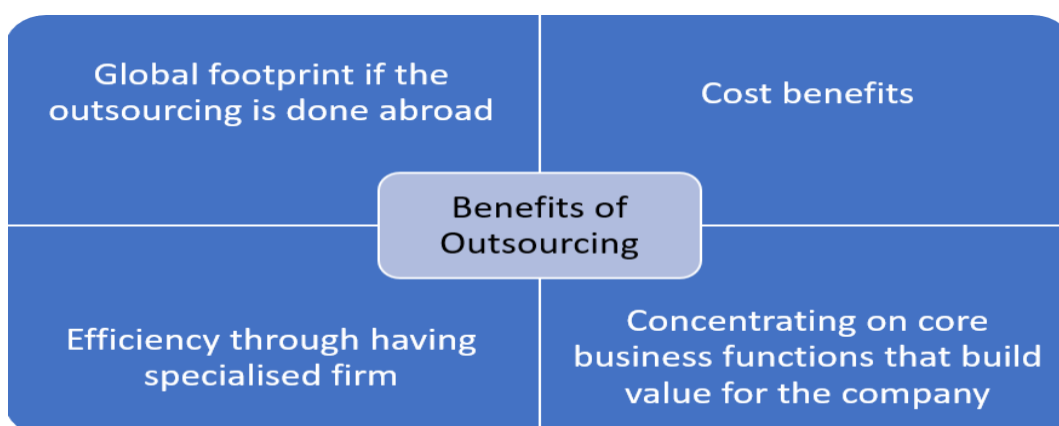 Global footprint if the
outsourcing is done abroad
Cost benefits
Benefits of
Outsourcing
Efficiency through having
specialised firm
Concentrating on core
business functions that build
value for the company